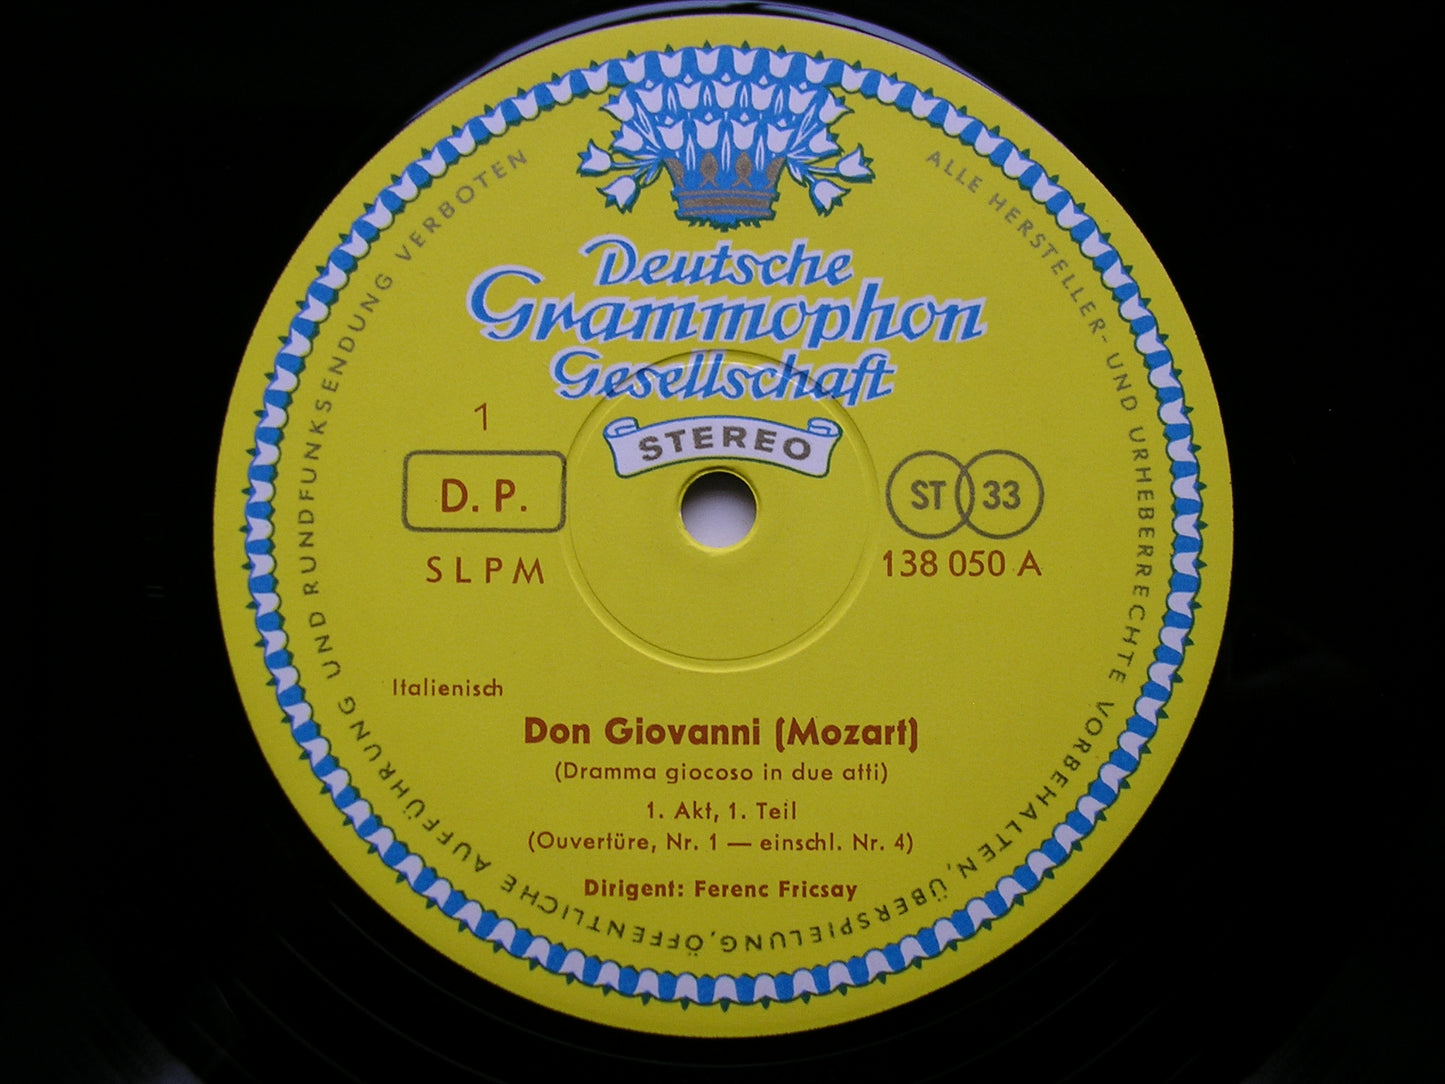 Deutsche
Grammophon
Gesellschaft
STEREO
1
D. P.
SLPM
ST 33
138 050 A
Italienisch
Don Giovanni (Mozart)
(Dramma giocoso in due atti)
1. Akt, 1. Teil
(Ouvertüre, Nr. 1 — einschl. Nr. 4)
Dirigent: Ferenc Fricsay
ALLE HERSTELLER- UND URHEBERRECHTE VORBEHALTEN, ÜBERSPIELUNG, ÖFFENTLICHE AUFFÜHRUNG UND RUNDFUNKSENDUNG VERBOTEN